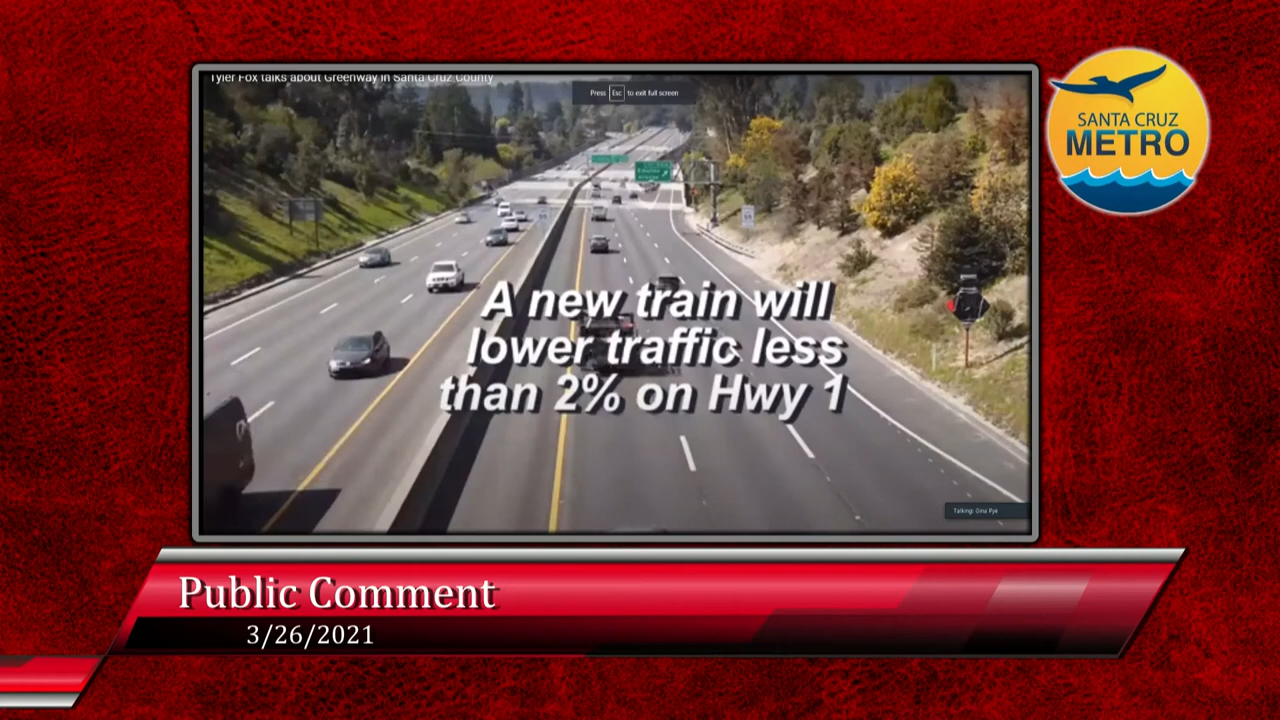 Tyler Fox talks about Greenway in Santa Cruz County
Press Esc to exit full screen
SANTA CRUZ
METRO
A new train will
lower traffic less
than 2% on Hwy 1
Talking: Gina Pye
Public Comment
3/26/2021